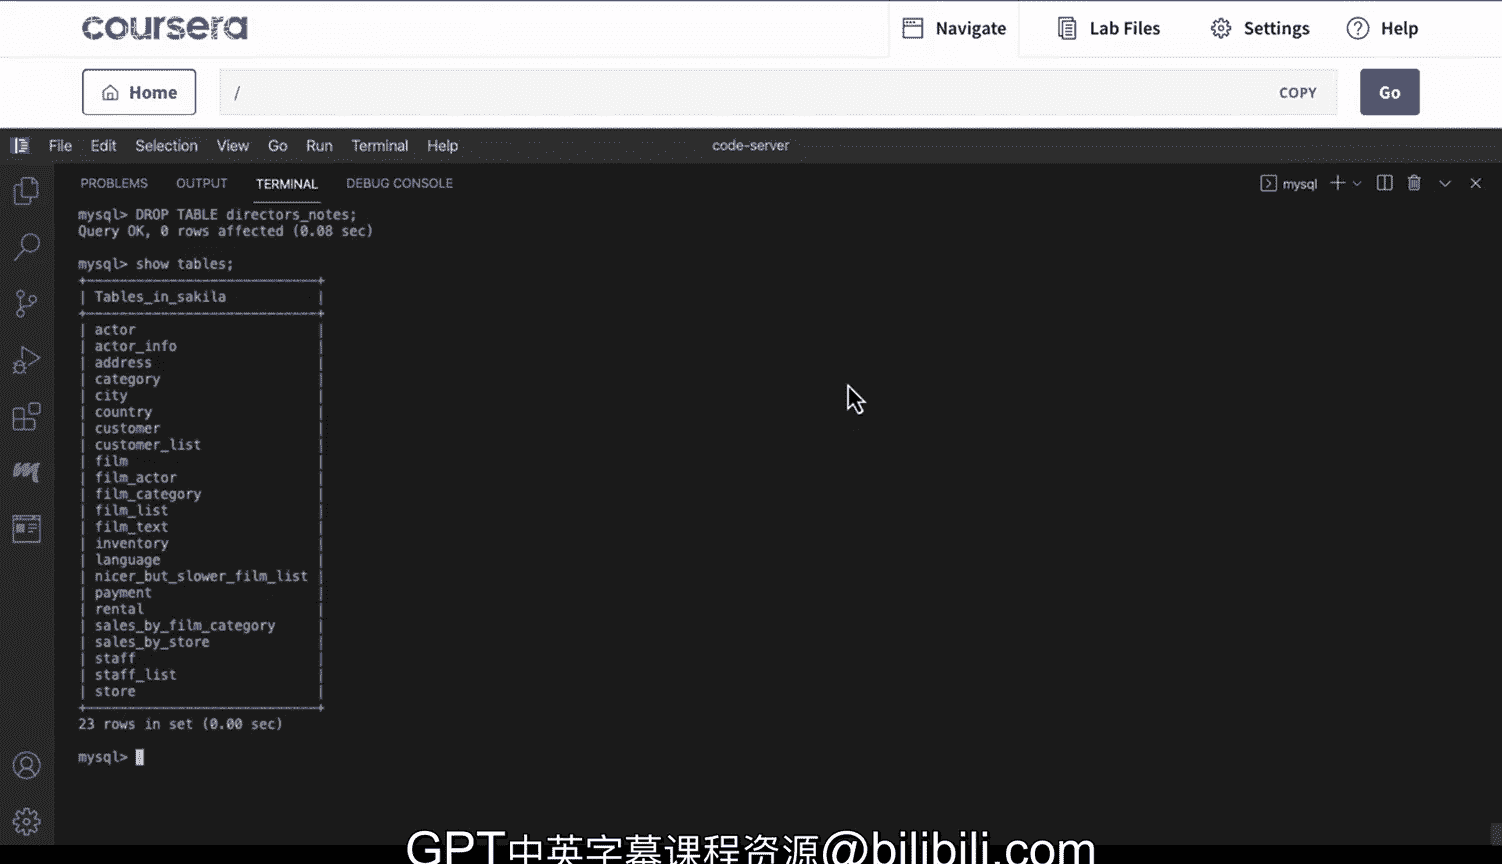 coursera
Navigate
Lab Files
Settings
Help
Home
/
COPY
Go
File Edit Selection View Go Run Terminal Help
code-server
PROBLEMS OUTPUT TERMINAL DEBUG CONSOLE
mysql
mysql> DROP TABLE directors_notes;
Query OK, 0 rows affected (0.08 sec)
mysql> show tables;
+-----------------------------+
| Tables_in_sakila |
+-----------------------------+
| actor |
| actor_info |
| address |
| category |
| city |
| country |
| customer |
| customer_list |
| film |
| film_actor |
| film_category |
| film_list |
| film_text |
| inventory |
| language |
| nicer_but_slower_film_list |
| payment |
| rental |
| sales_by_film_category |
| sales_by_store |
| staff |
| staff_list |
| store |
+-----------------------------+
23 rows in set (0.00 sec)
mysql>
GPT中英字幕课程资源@bilibili.com